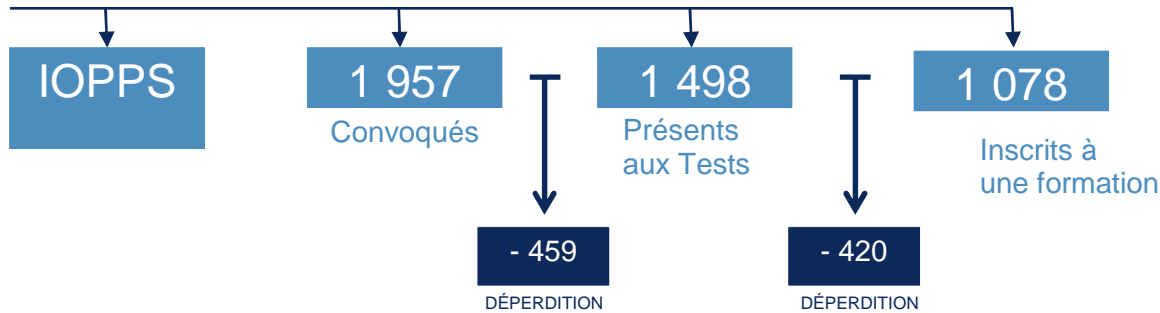 IOPPS
1 957
Convoqués
1 498
Présents
aux Tests
1 078
Inscrits à
une formation
- 459
DÉPERDITION
- 420
DÉPERDITION